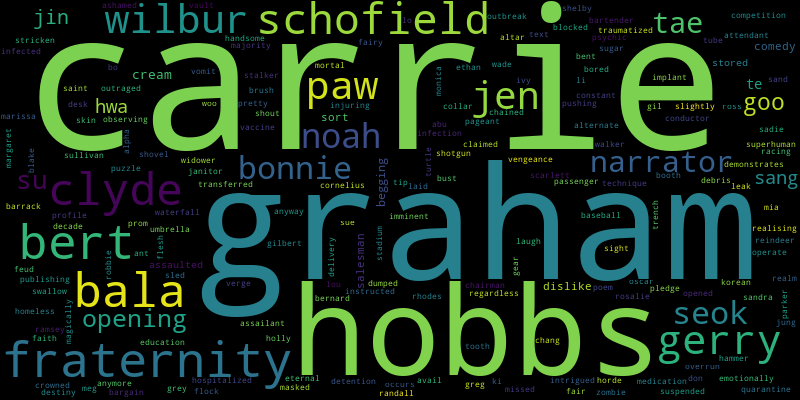 ashamed vault lo outbreak bartender competition
jin wilbur schofield altar text blocked traumatized tae attendant
stricken handsome fairy psychic comedy
infected majority sugar tube
carrie
bo vomit mortal ethan wade bent bored implant stored
cream stalker monica ivy li
saint outraged brush paw collar jen constant gil slightly te
desk hwa pretty injuring chained pushing ross goo
marissa skin observing woo shout sort abu pageant alternate conductor
alpha vaccine noah infection claimed walker sadie superhuman
margaret sullivan widower turtle shotgun booth racing
blake puzzle shovel janitor bonnie begging vengeance narrator demonstrates
su clyde transferred cornelius tip bust scarlett passenger debris leak sang
barrack laid shelby technique mia
profile waterfall anyway sue imminent baseball trench realising
decade prom umbrella gilbert stadium graham
bert ant flesh delivery salesman laugh sight reindeer
feud robbie assaulted gear operate
publishing sled verge lou dumped chairman dislike oscar opened korean realm
swallow bala instructed regardless poem pledge
homeless magically bernard rhodes rosalie sandra parker
opening assailant hobbs seok jung
ramsey faith education holly tooth chang gerry
fraternity eternal detention avail intrigued horde medication hammer overrun
crowned anymore hospitalized masked occurs greg ki fair don emotionally
destiny meg bargain grey flock randall missed zombie suspended quarantine